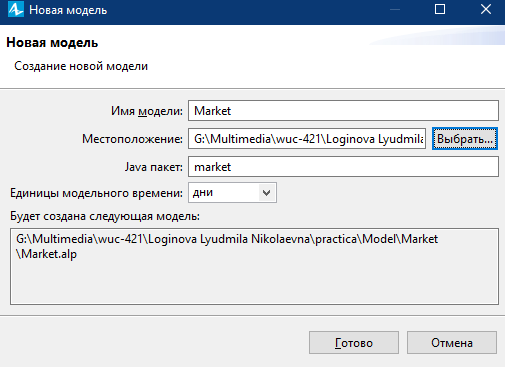 Новая модель
Новая модель
Создание новой модели
Имя модели: Market
Местоположение: G:\Multimedia\wuc-421\Loginova Lyudmila Выбрать...
Java пакет: market
Единицы модельного времени: дни
Будет создана следующая модель:
G:\Multimedia\wuc-421\Loginova Lyudmila Nikolaevna\practica\Model\Market
\Market.alp
Готово Отмена